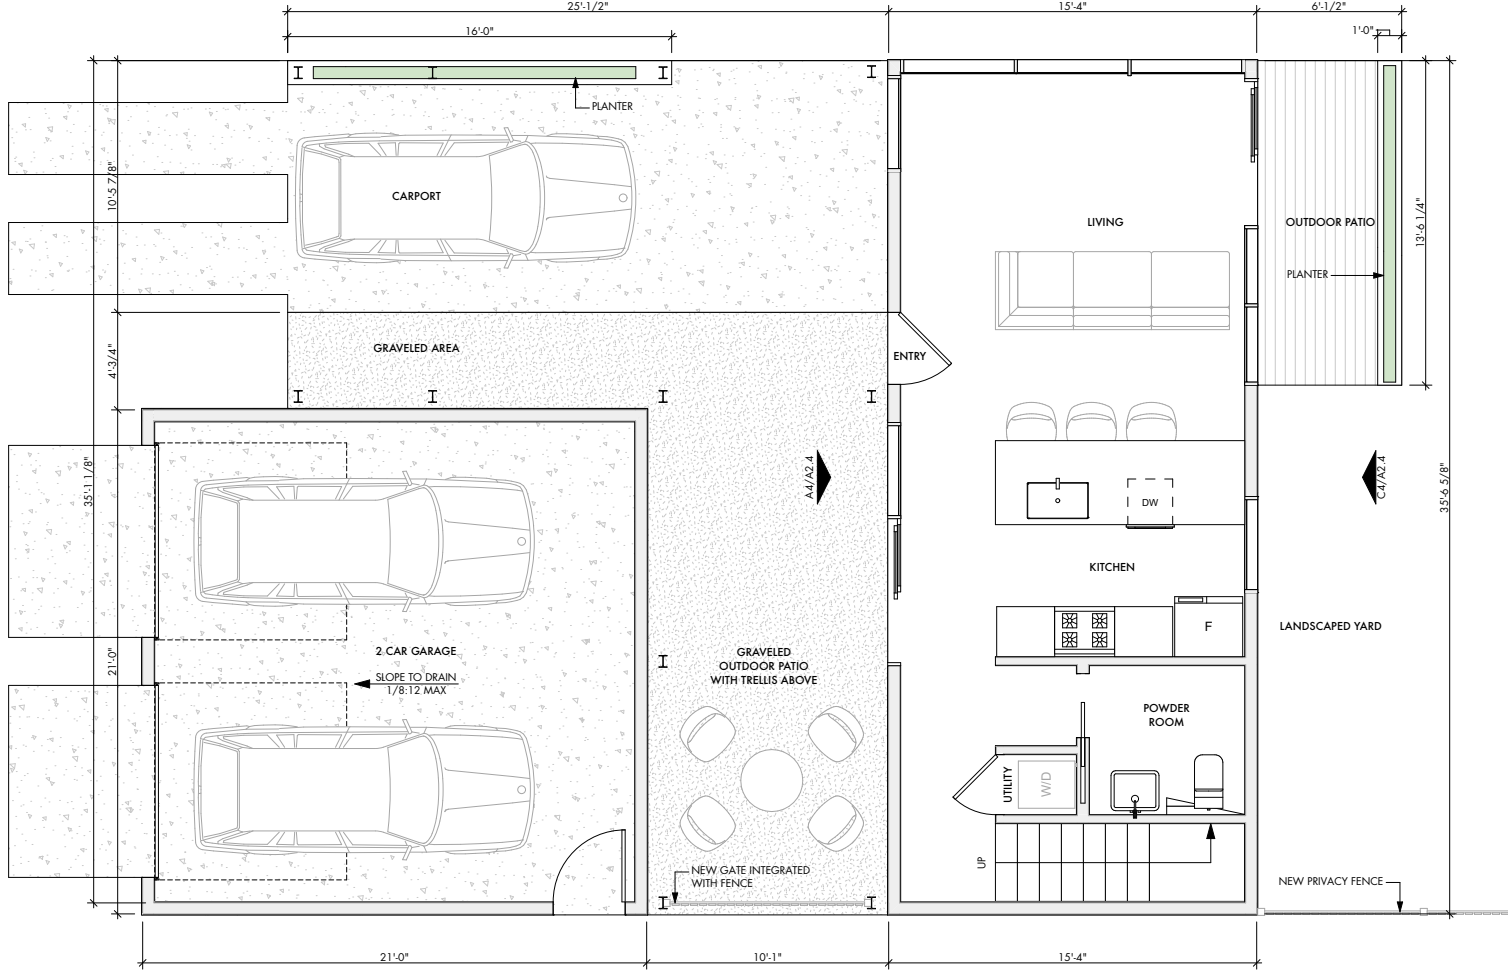 25'-1/2"
15'-4"
6'-1/2"
16'-0"
1'-0"
PLANTER
CARPORT
10'-5 7/8"
LIVING
OUTDOOR PATIO
13'-6 1/4"
PLANTER
GRAVELED AREA
ENTRY
4'-3/4"
35'-1 1/8"
A4/A2.4
DW
C4/A2.4
35'-6 5/8"
KITCHEN
F
LANDSCAPED YARD
21'-0"
2 CAR GARAGE
SLOPE TO DRAIN
1/8:12 MAX
GRAVELED
OUTDOOR PATIO
WITH TRELLIS ABOVE
POWDER
ROOM
UTILITY
W/D
UP
NEW GATE INTEGRATED
WITH FENCE
NEW PRIVACY FENCE
21'-0"
10'-1"
15'-4"